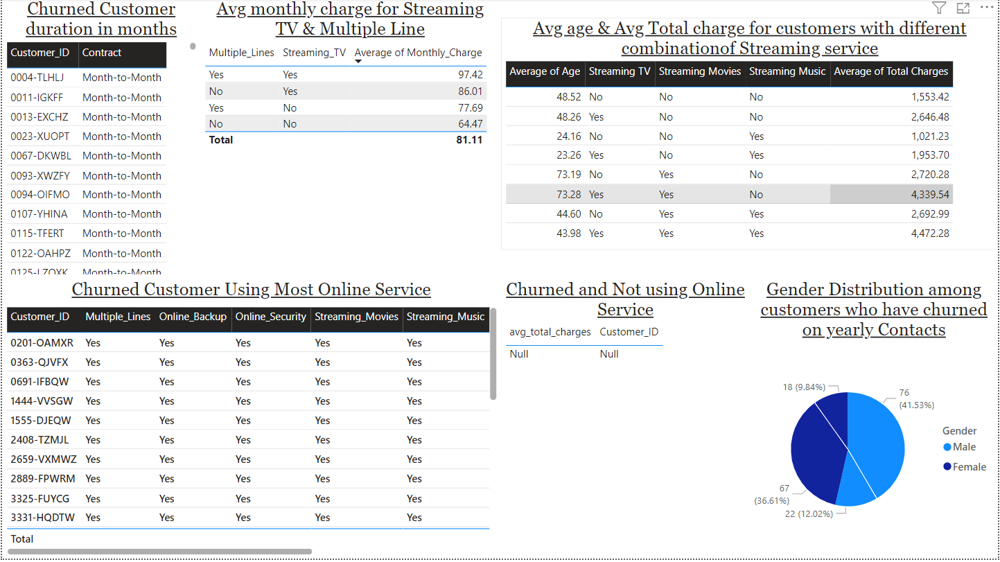 Churned Customer
duration in months
Customer_ID Contract
0004-TLHLJ Month-to-Month
0011-IGKFF Month-to-Month
0013-EXCHZ Month-to-Month
0023-XUOPT Month-to-Month
0067-DKWBL Month-to-Month
0093-XWZFY Month-to-Month
0094-OIFMO Month-to-Month
0107-YHINA Month-to-Month
0115-TFERT Month-to-Month
0122-OAHPZ Month-to-Month
0125-LZQXK Month-to-Month
Avg monthly charge for Streaming
TV & Multiple Line
Multiple_Lines Streaming_TV Average of Monthly_Charge
Yes Yes 97.42
No Yes 86.01
Yes No 77.69
No No 64.47
Total 81.11
Avg age & Avg Total charge for customers with different
combinationof Streaming service
Average of Age Streaming TV Streaming Movies Streaming Music Average of Total Charges
48.52 No No No 1,553.42
48.26 Yes No No 2,646.48
24.16 No No Yes 1,021.23
23.26 Yes No Yes 1,953.70
73.19 No Yes No 2,720.28
73.28 Yes Yes No 4,339.54
44.60 No Yes Yes 2,692.99
43.98 Yes Yes Yes 4,472.28
Churned Customer Using Most Online Service
Customer_ID Multiple_Lines Online_Backup Online_Security Streaming_Movies Streaming_Music
0201-OAMXR Yes Yes Yes Yes Yes
0363-QJVFX Yes Yes Yes Yes Yes
0691-IFBQW Yes Yes Yes Yes Yes
1444-VVSGW Yes Yes Yes Yes Yes
1555-DJEQW Yes Yes Yes Yes Yes
2408-TZMJL Yes Yes Yes Yes Yes
2659-VXMWZ Yes Yes Yes Yes Yes
2889-FPWRM Yes Yes Yes Yes Yes
3325-FUYCG Yes Yes Yes Yes Yes
3331-HQDTW Yes Yes Yes Yes Yes
Total
Churned and Not using Online
Service
avg_total_charges Customer_ID
Null Null
Gender Distribution among
customers who have churned
on yearly Contacts
18 (9.84%)
76
(41.53%)
67
(36.61%)
22 (12.02%)
Gender
Male
Female